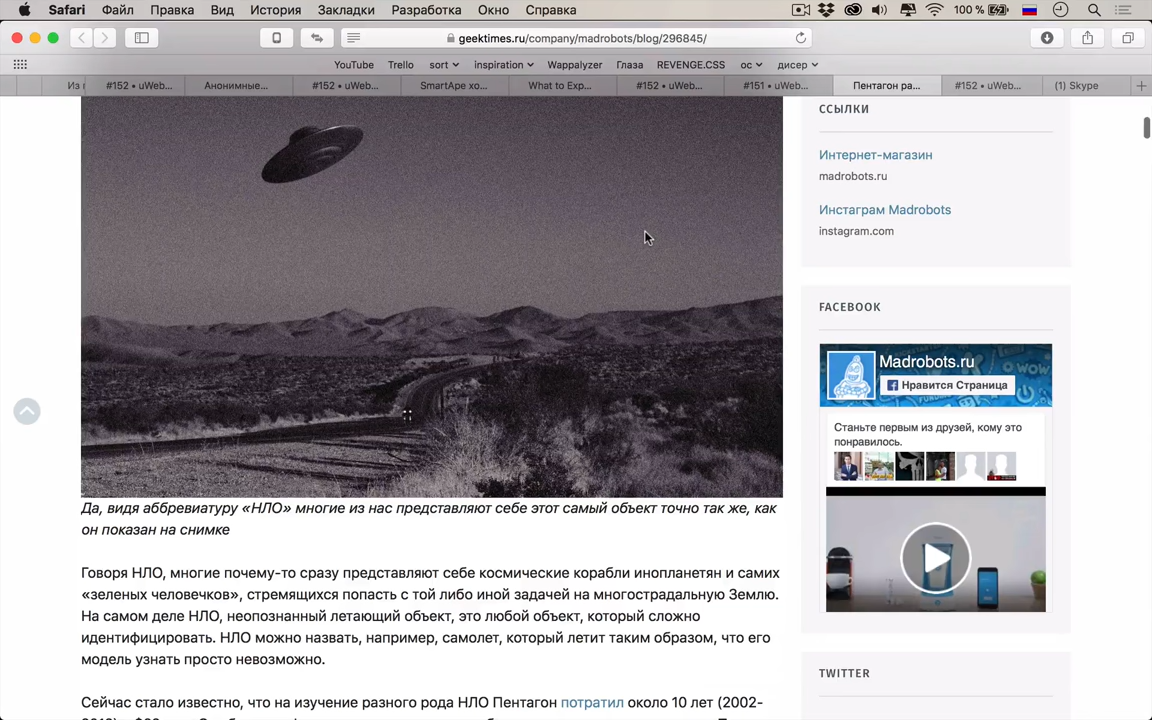 Safari Файл Правка Вид История Закладки Разработка Окно Справка 100 %
geektimes.ru/company/madrobots/blog/296845/
YouTube Trello sort inspiration Wappalyzer Глаза REVENGE.CSS ос дисер
Из г #152 • uWeb... Анонимные... #152 • uWeb... SmartApe хо... What to Exp... #152 • uWeb... #151 • uWeb... Пентагон ра... #152 • uWeb... (1) Skype
Да, видя аббревиатуру «НЛО» многие из нас представляют себе этот самый объект точно так же, как
он показан на снимке
Говоря НЛО, многие почему-то сразу представляют себе космические корабли инопланетян и самих
«зеленых человечков», стремящихся попасть с той либо иной задачей на многострадальную Землю.
На самом деле НЛО, неопознанный летающий объект, это любой объект, который сложно
идентифицировать. НЛО можно назвать, например, самолет, который летит таким образом, что его
модель узнать просто невозможно.
Сейчас стало известно, что на изучение разного рода НЛО Пентагон потратил около 10 лет (2002-
ССЫЛКИ
Интернет-магазин
madrobots.ru
Инстаграм Madrobots
instagram.com
FACEBOOK
Madrobots.ru
Нравится Страница
Станьте первым из друзей, кому это
понравилось.
TWITTER